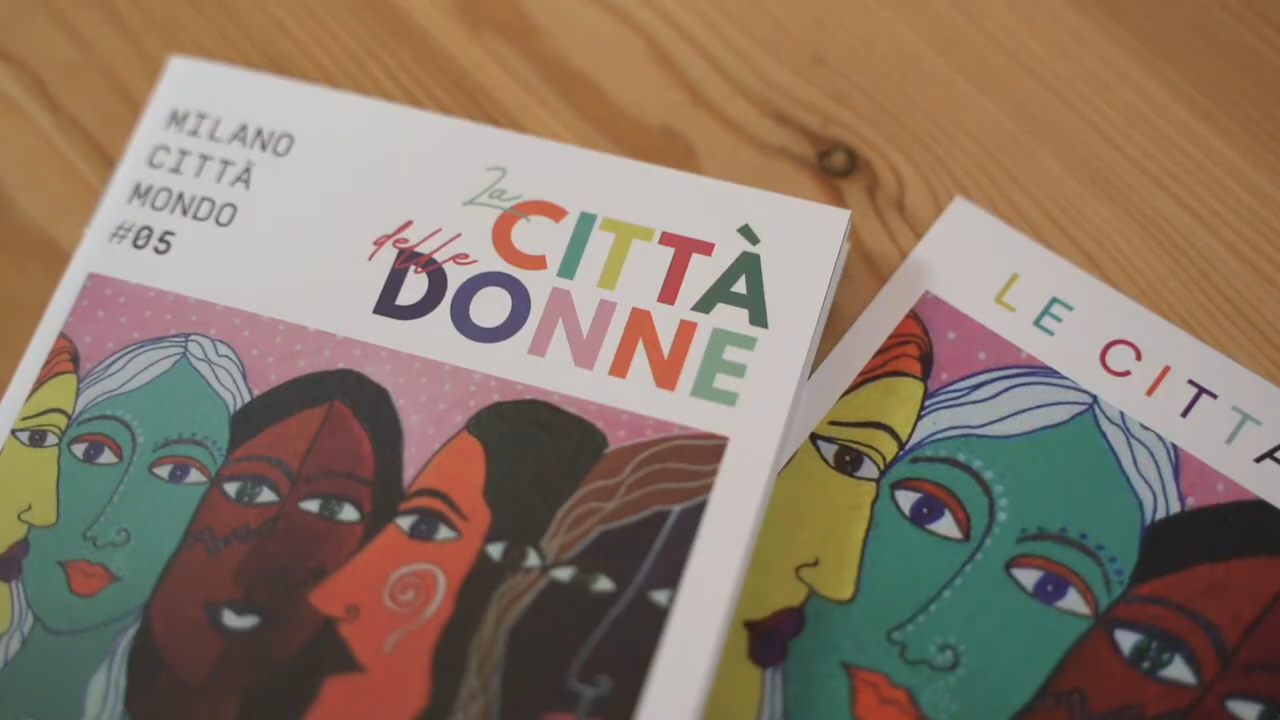 MILANO
CITTÀ
MONDO
#05
La
CITTÀ
delle
DONNE
LE CITTÀ